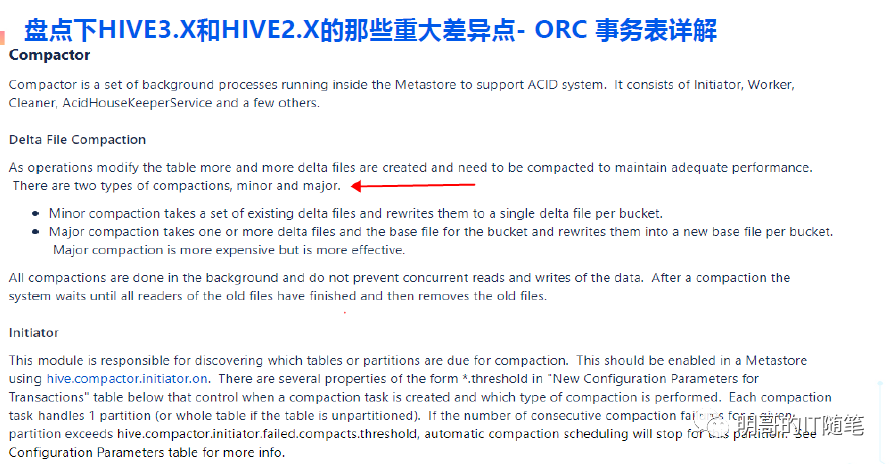 盘点下HIVE3.X和HIVE2.X的那些重大差异点- ORC 事务表详解
Compactor
Compactor is a set of background processes running inside the Metastore to support ACID system. It consists of Initiator, Worker,
Cleaner, AcidHouseKeeperService and a few others.
Delta File Compaction
As operations modify the table more and more delta files are created and need to be compacted to maintain adequate performance.
There are two types of compactions, minor and major.
• Minor compaction takes a set of existing delta files and rewrites them to a single delta file per bucket.
• Major compaction takes one or more delta files and the base file for the bucket and rewrites them into a new base file per bucket.
Major compaction is more expensive but is more effective.
All compactions are done in the background and do not prevent concurrent reads and writes of the data. After a compaction the
system waits until all readers of the old files have finished and then removes the old files.
Initiator
This module is responsible for discovering which tables or partitions are due for compaction. This should be enabled in a Metastore
using hive.compactor.initiator.on. There are several properties of the form *.threshold in "New Configuration Parameters for
Transactions" table below that control when a compaction task is created and which type of compaction is performed. Each compaction
task handles 1 partition (or whole table if the table is unpartitioned). If the number of consecutive compaction for a
partition exceeds hive.compactor.initiator.failed.compacts.threshold, automatic compaction scheduling will stop for this partition. See
Configuration Parameters table for more info.
明哥的IT随笔